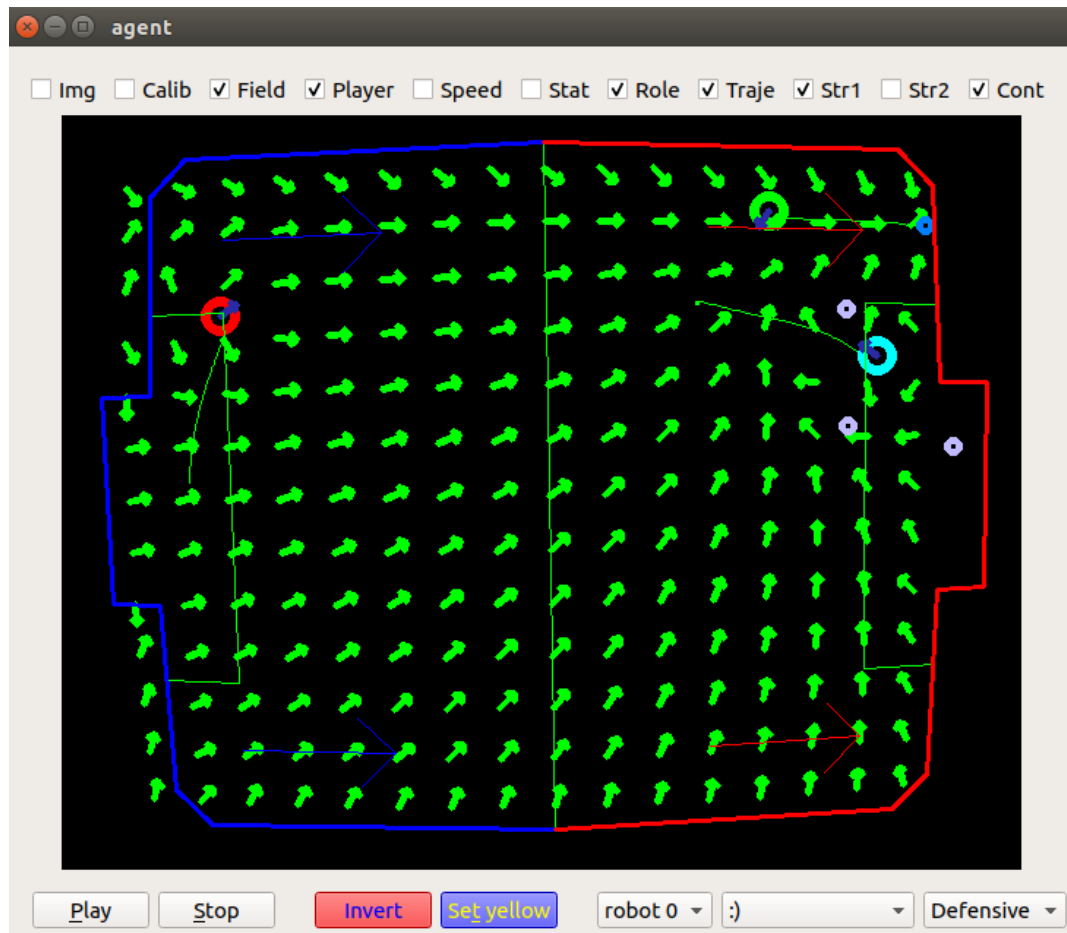 agent
Img Calib Field Player Speed Stat Role Traje Str1 Str2 Cont
Play Stop Invert Set yellow robot 0 :) Defensive